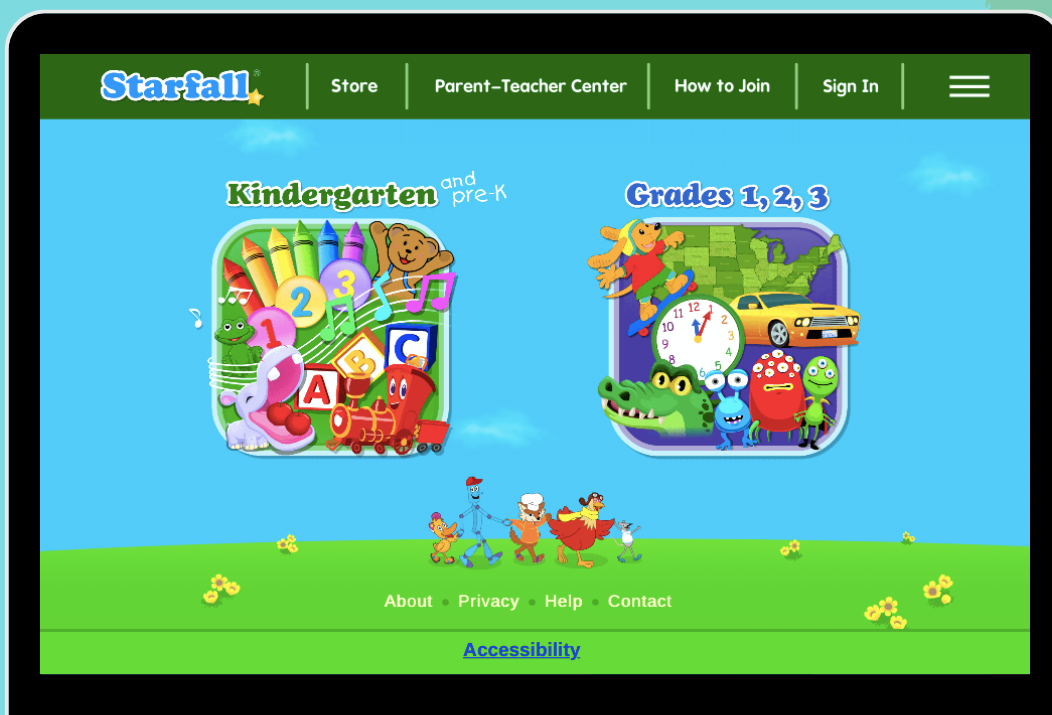 Starfall®
Store
Parent-Teacher Center
How to Join
Sign In
Kindergarten and pre-K
Grades 1, 2, 3
1
2
3
A
B
C
12
1
2
3
4
5
6
8
9
10
11
About • Privacy • Help • Contact
Accessibility